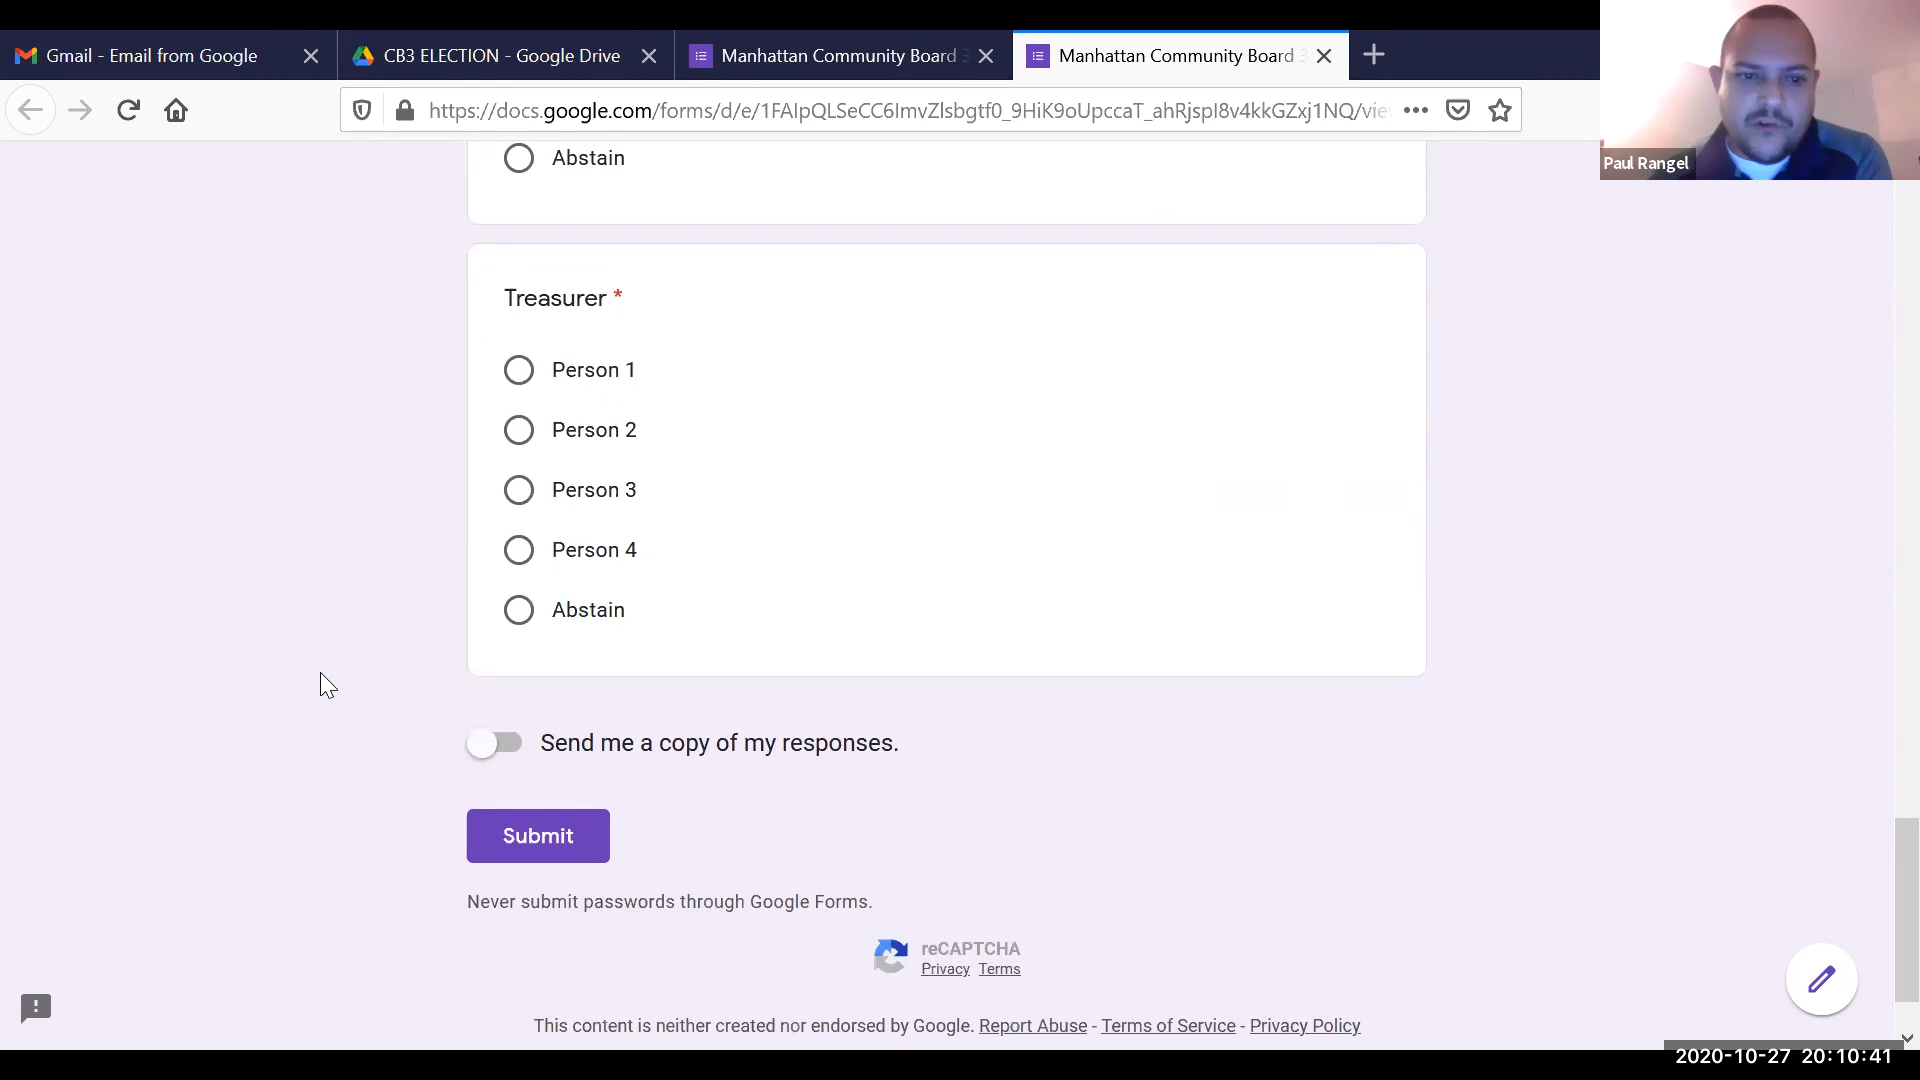 Gmail - Email from Google
CB3 ELECTION - Google Drive
Manhattan Community Board 3
Manhattan Community Board 3
https://docs.google.com/forms/d/e/1FAIpQLSeCC6ImvZlsbgtf0_9HiK9oUpccaT_ahRjspI8v4kkGZxj1NQ/vie
Paul Rangel
Abstain
Treasurer *
Person 1
Person 2
Person 3
Person 4
Abstain
Send me a copy of my responses.
Submit
Never submit passwords through Google Forms.
reCAPTCHA
Privacy Terms
This content is neither created nor endorsed by Google. Report Abuse - Terms of Service - Privacy Policy
2020-10-27 20:10:41